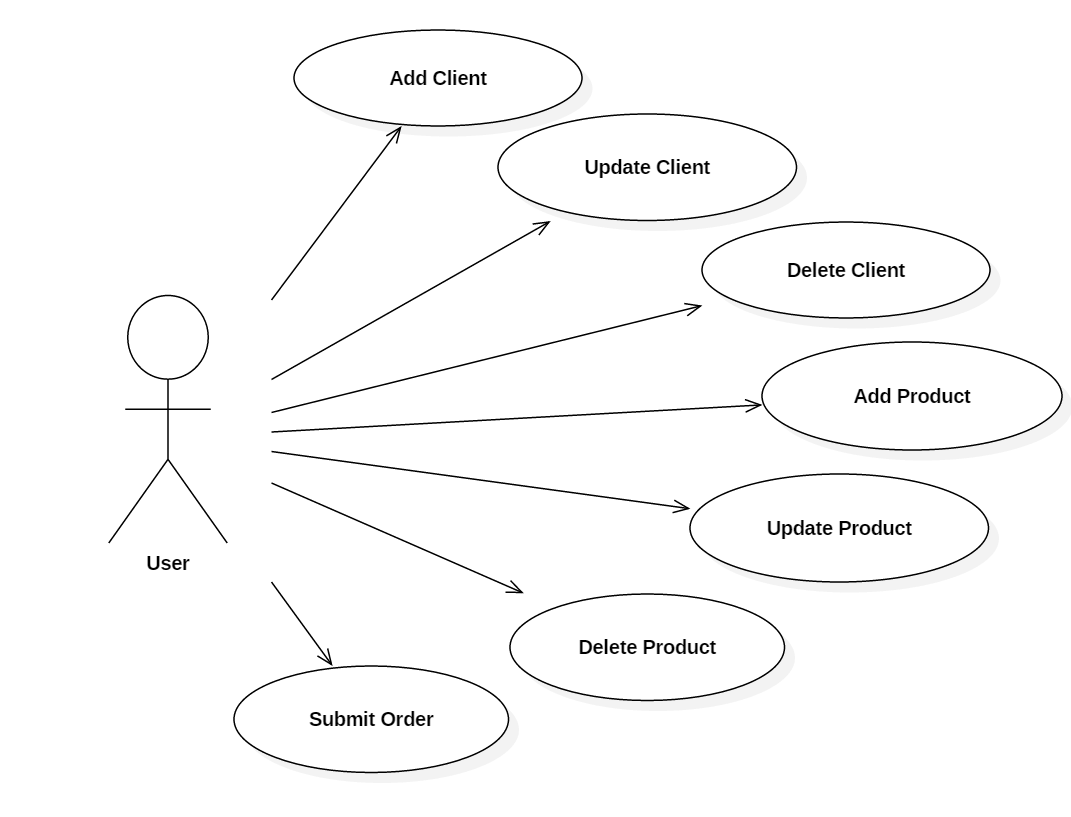 Add Client
Update Client
Delete Client
Add Product
Update Product
User
Delete Product
Submit Order